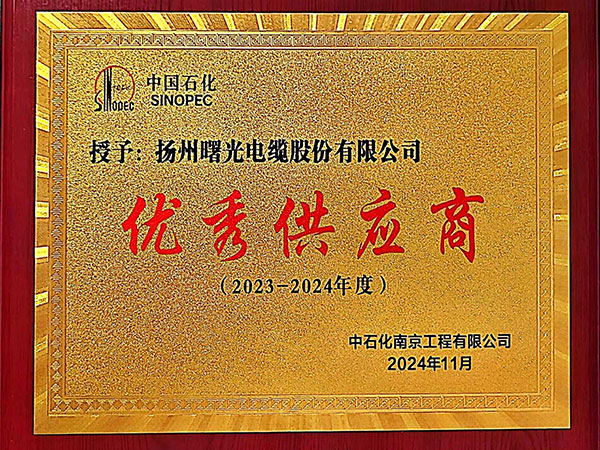 中国石化
SINOPEC
SINOPEC
授予：扬州曙光电缆股份有限公司
优秀供应商
（2023-2024年度）
中石化南京工程有限公司
2024年11月